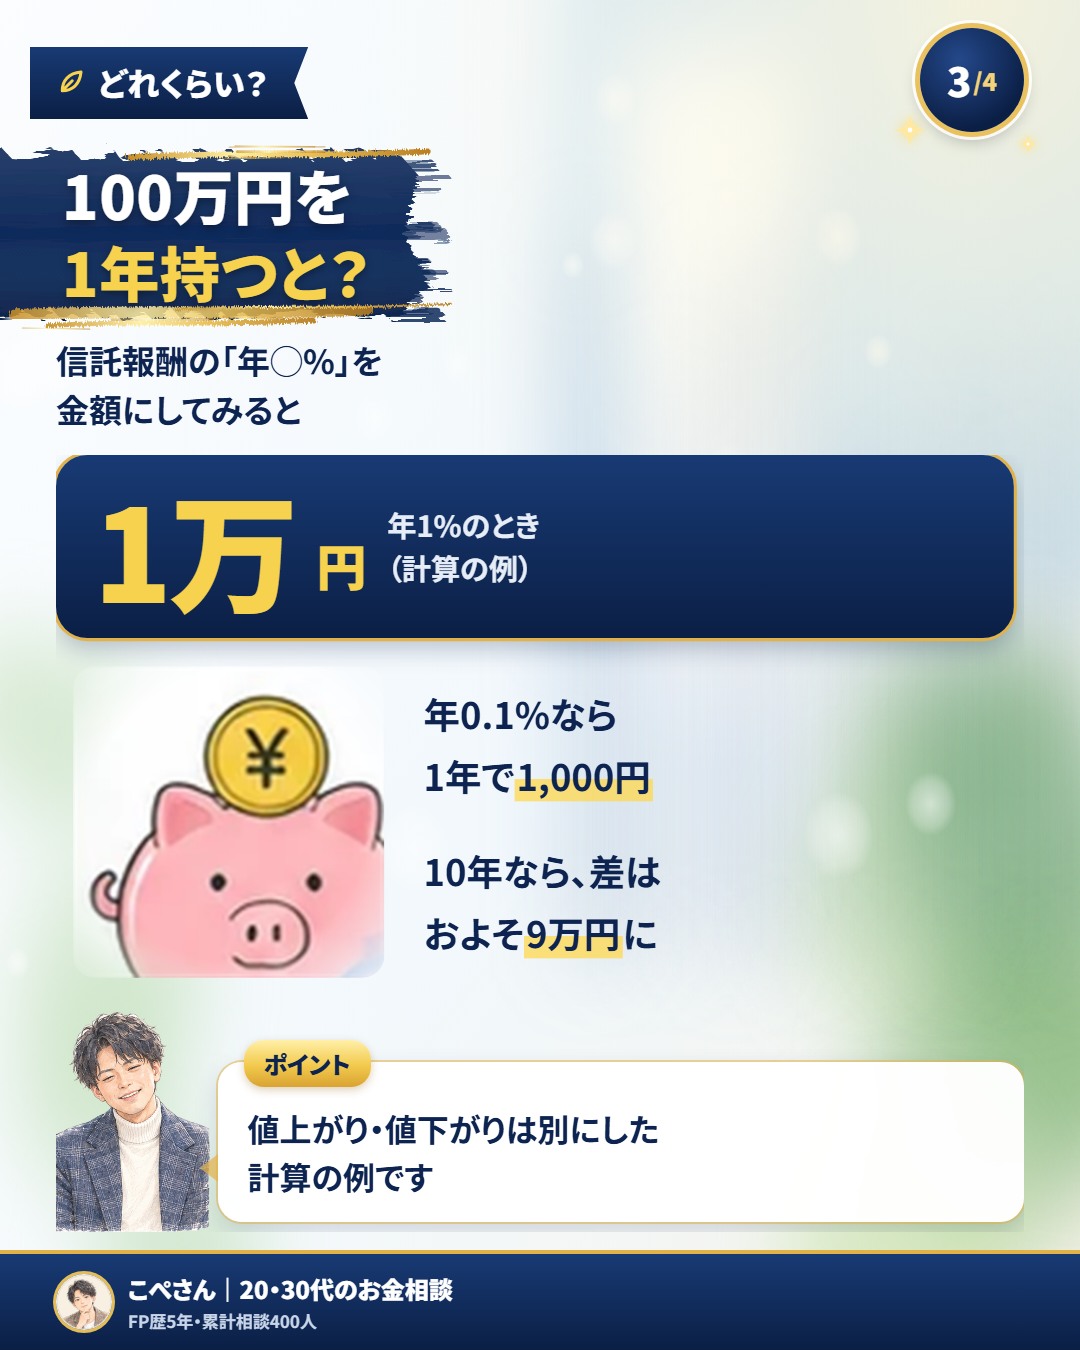 どれくらい？
3/4
100万円を
1年持つと？
信託報酬の「年◯%」を
金額にしてみると
1万円
年1%のとき
（計算の例）
¥
年0.1%なら
1年で1,000円
10年なら、差は
およそ9万円に
ポイント
値上がり・値下がりは別にした
計算の例です
こぺさん｜20・30代のお金相談
FP歴5年・累計相談400人